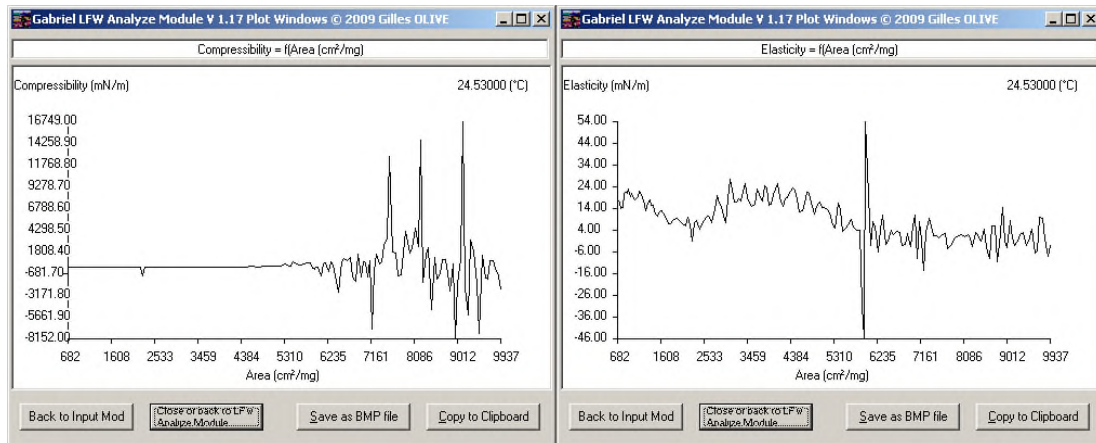 Gabriel LFW Analyze Module V 1.17 Plot Windows © 2009 Gilles OLIVE
Compressibility = f(Area (cm²/mg)
Compressibility (mN/m)
24.53000 (°C)
16749.00
14258.90
11768.80
9278.70
6788.60
4298.50
1808.40
-681.70
-3171.80
-5661.90
-8152.00
682 1608 2533 3459 4384 5310 6235 7161 8086 9012 9937
Area (cm²/mg)
Back to Input Mod
Close or back to LFW
Analyze Module
Save as BMP file
Copy to Clipboard
Gabriel LFW Analyze Module V 1.17 Plot Windows © 2009 Gilles OLIVE
Elasticity = f(Area (cm²/mg)
Elasticity (mN/m)
24.53000 (°C)
54.00
44.00
34.00
24.00
14.00
4.00
-6.00
-16.00
-26.00
-36.00
-46.00
682 1608 2533 3459 4384 5310 6235 7161 8086 9012 9937
Area (cm²/mg)
Back to Input Mod
Close or back to LFW
Analyze Module
Save as BMP file
Copy to Clipboard